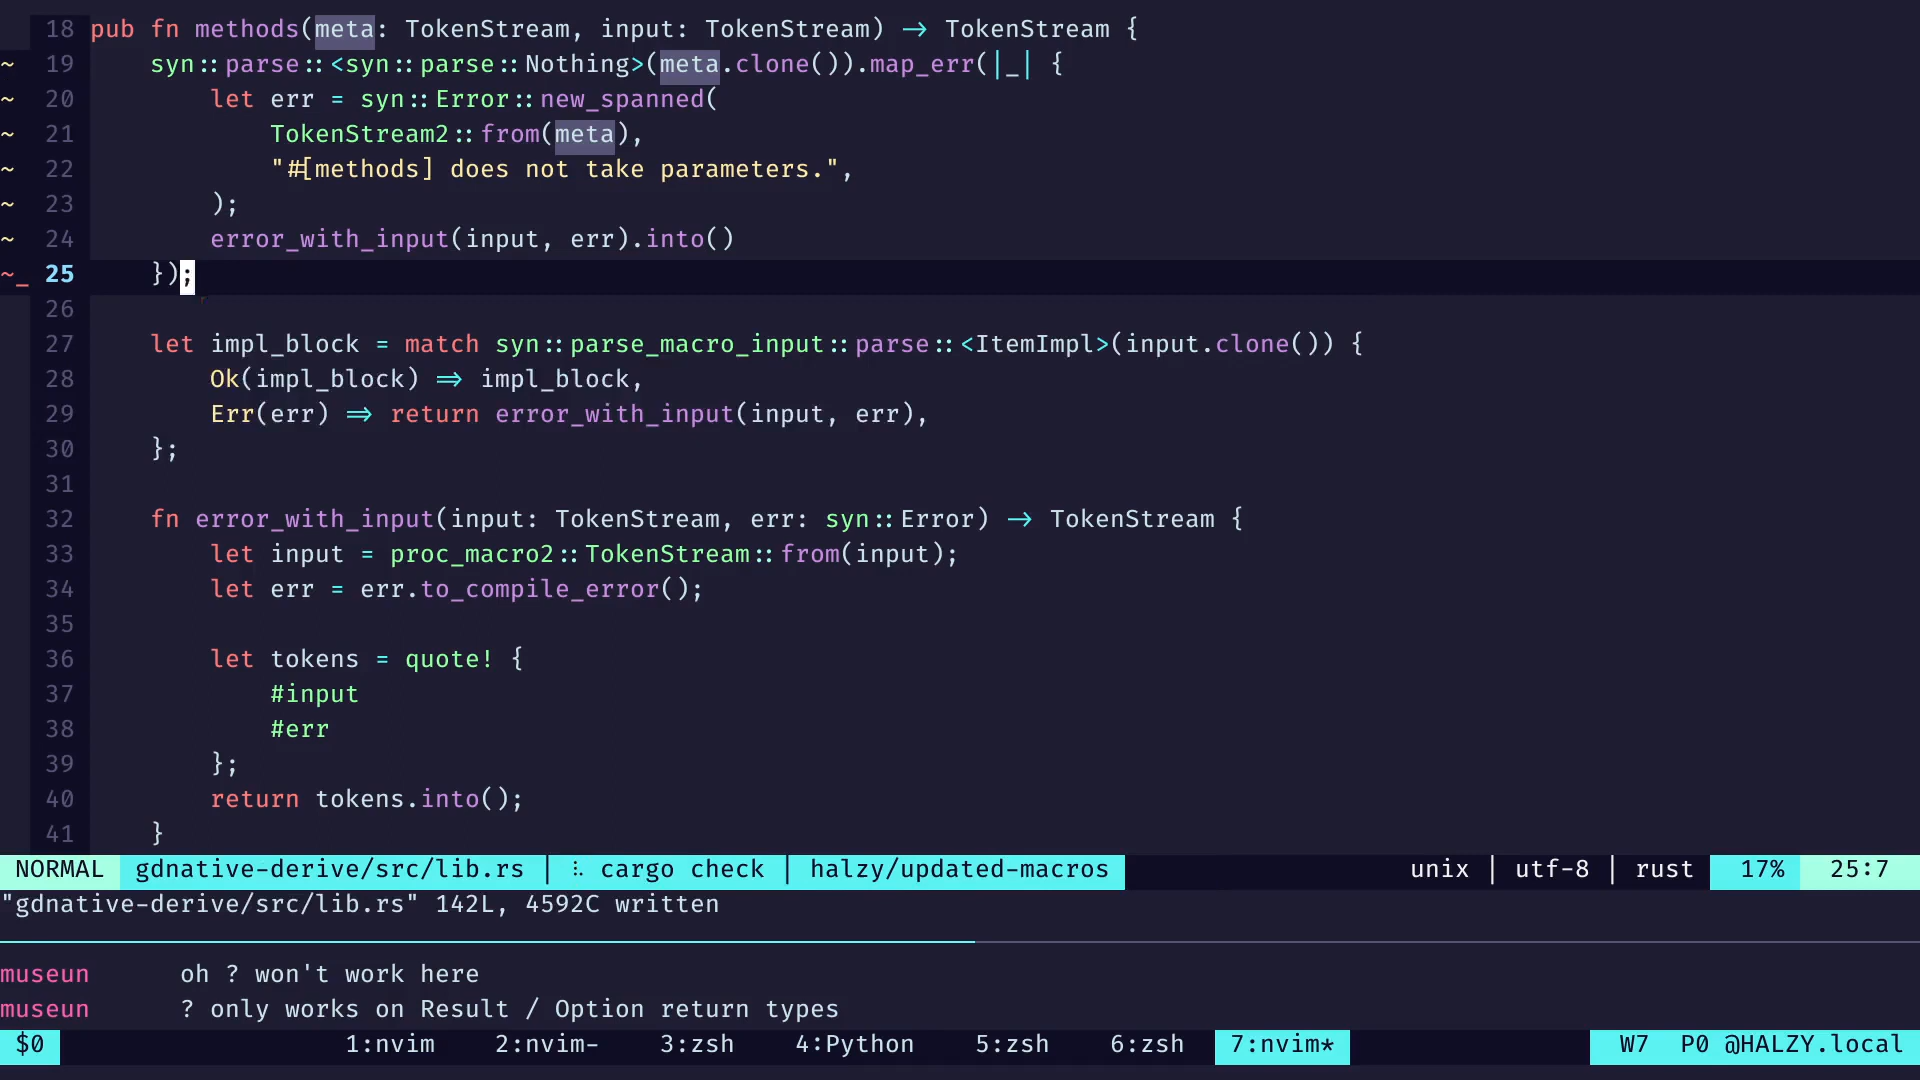 18 pub fn methods(meta: TokenStream, input: TokenStream) -> TokenStream {
~ 19     syn::parse::<syn::parse::Nothing>(meta.clone()).map_err(|_| {
~ 20         let err = syn::Error::new_spanned(
~ 21             TokenStream2::from(meta),
~ 22             "#[methods] does not take parameters.",
~ 23         );
~ 24         error_with_input(input, err).into()
~_ 25     });
26
27     let impl_block = match syn::parse_macro_input::parse::<ItemImpl>(input.clone()) {
28         Ok(impl_block) => impl_block,
29         Err(err) => return error_with_input(input, err),
30     };
31
32     fn error_with_input(input: TokenStream, err: syn::Error) -> TokenStream {
33         let input = proc_macro2::TokenStream::from(input);
34         let err = err.to_compile_error();
35
36         let tokens = quote! {
37             #input
38             #err
39         };
40         return tokens.into();
41     }
NORMAL gdnative-derive/src/lib.rs | ⠧ cargo check | halzy/updated-macros unix | utf-8 | rust 17% 25:7
"gdnative-derive/src/lib.rs" 142L, 4592C written
museun oh ? won't work here
museun ? only works on Result / Option return types
$0 1:nvim 2:nvim- 3:zsh 4:Python 5:zsh 6:zsh 7:nvim* W7 P0 @HALZY.local